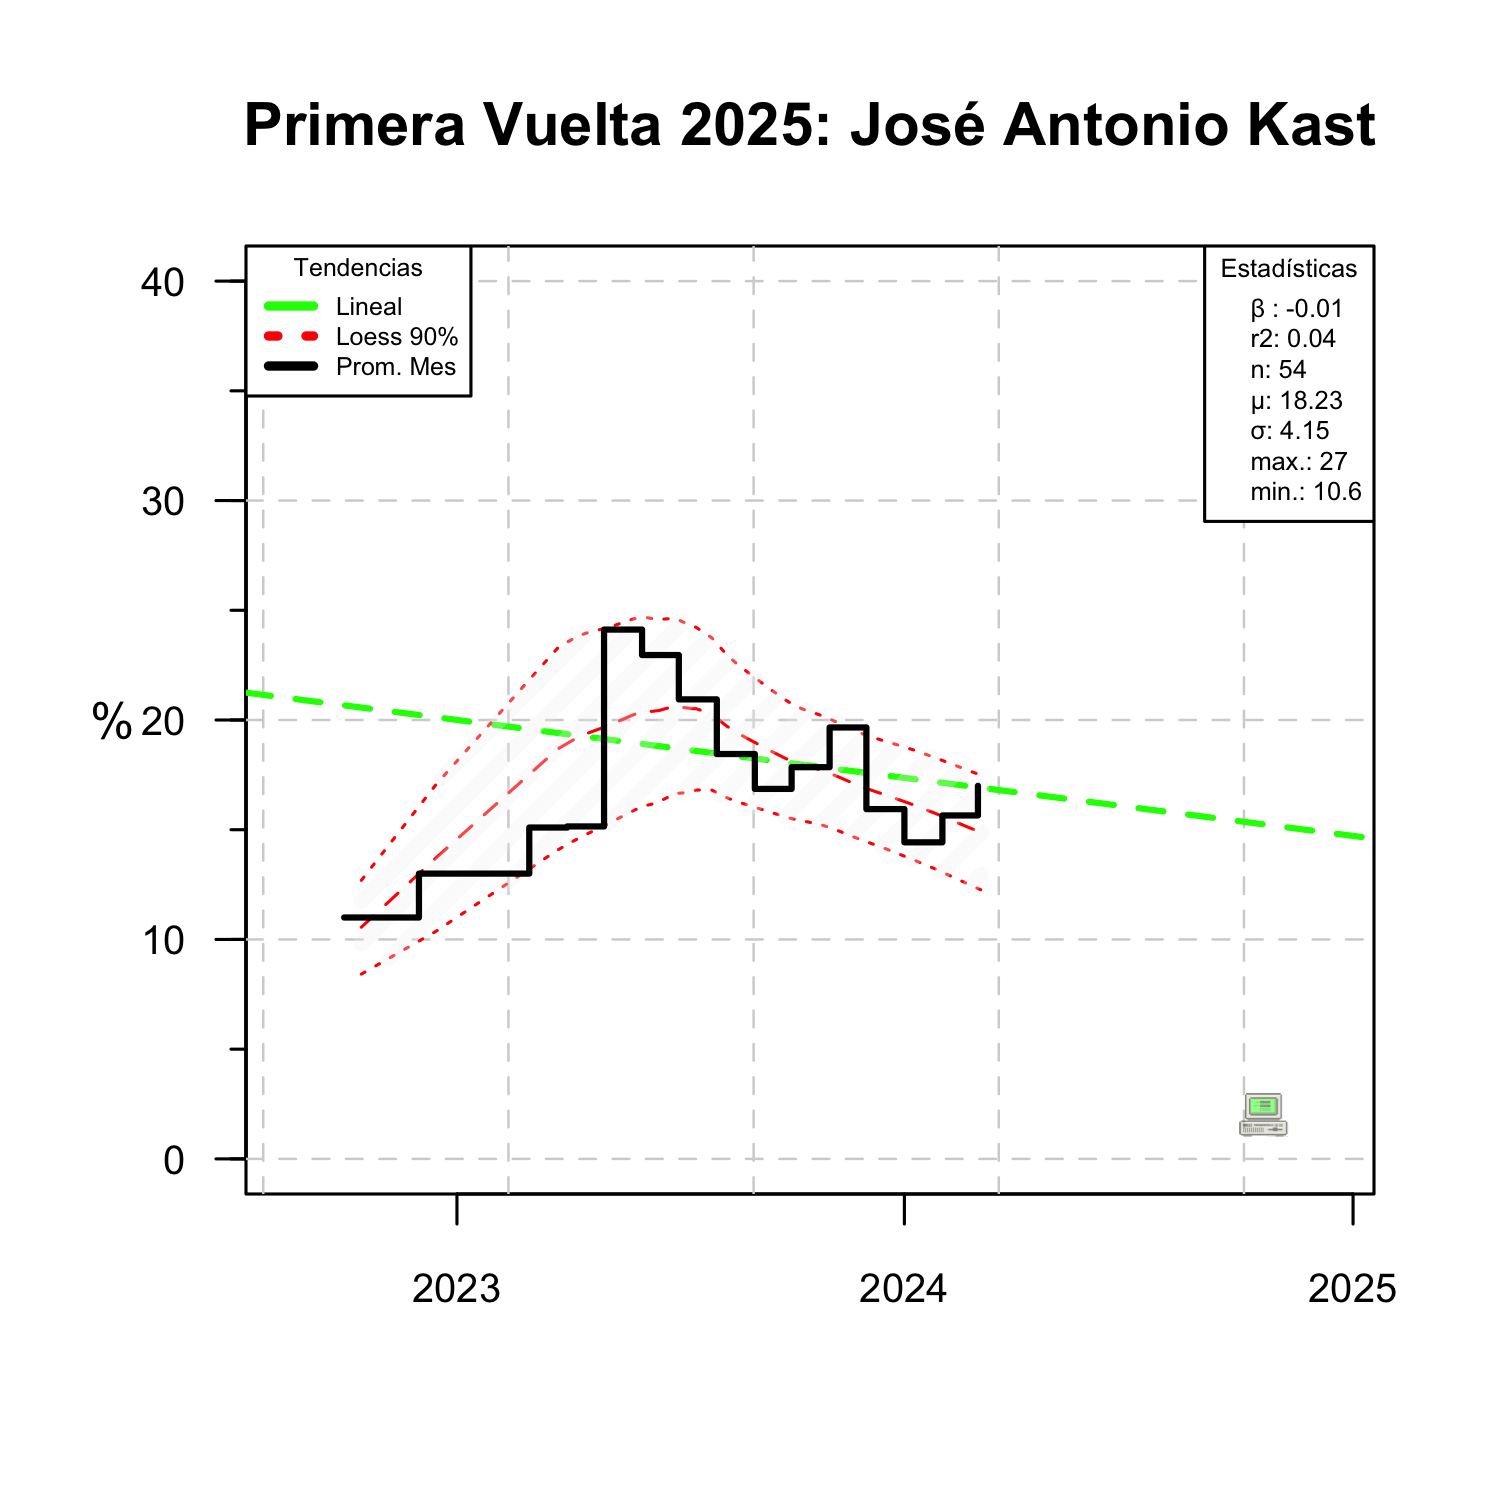 Primera Vuelta 2025: José Antonio Kast
Tendencias
Lineal
Loess 90%
Prom. Mes
Estadísticas
β : -0.01
r2: 0.04
n: 54
μ: 18.23
σ: 4.15
max.: 27
min.: 10.6
%
40
30
20
10
0
2023
2024
2025